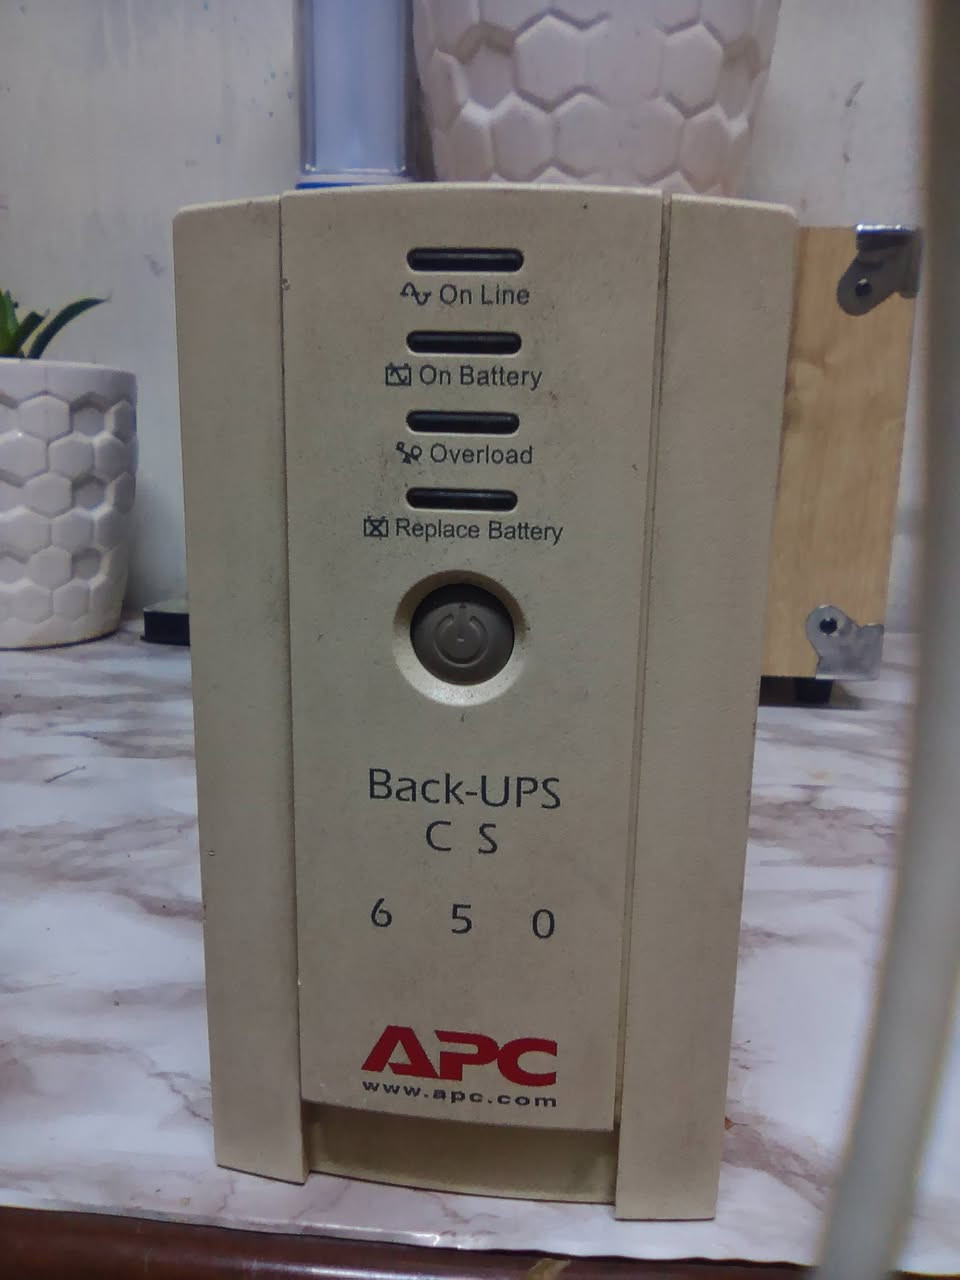 On Line
On Battery
Overload
Replace Battery
Back-UPS
C S
6 5 0
APC
www.apc.com